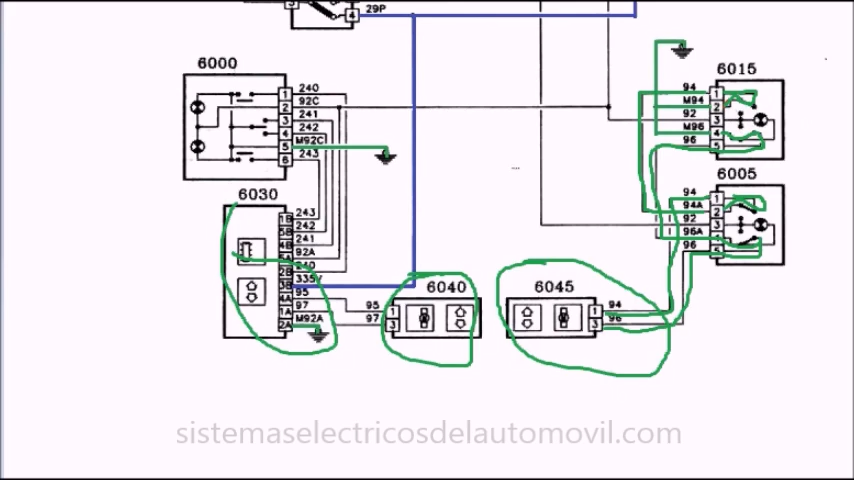 4 29P
6000
6015
1 240
2 92C
3 241
4 242
5 M92C
6 243
94 1
M94 2
92 3
M96 4
96 5
6030
6005
1B 243
5B 242
4B 241
5A 92A
2B 240
3B 335V
4A 95
1A 97
2A M92A
94 1
94A 2
92 3
96A 4
96 5
6040
6045
95 1
97 3
1 94
3 96
sistemaselectricosdelautomovil.com